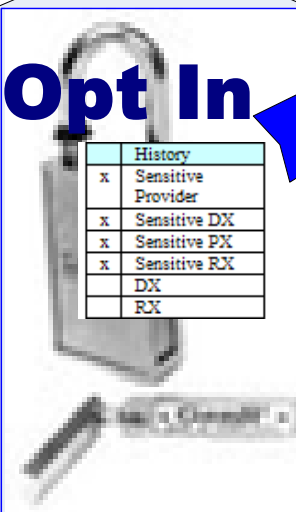 Opt In
History
x Sensitive
Provider
x Sensitive DX
x Sensitive PX
x Sensitive RX
DX
RX